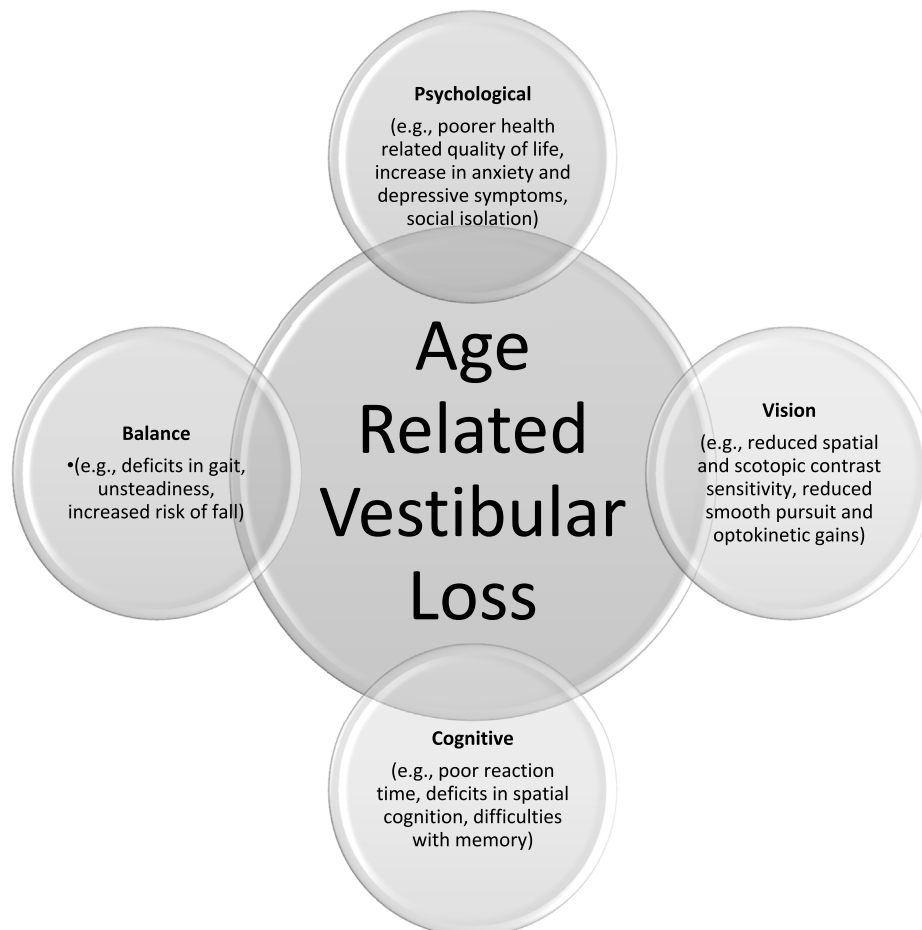 Psychological
(e.g., poorer health
related quality of life,
increase in anxiety and
depressive symptoms,
social isolation)
Age
Related
Vestibular
Loss
Balance
•(e.g., deficits in gait,
unsteadiness,
increased risk of fall)
Vision
(e.g., reduced spatial
and scotopic contrast
sensitivity, reduced
smooth pursuit and
optokinetic gains)
Cognitive
(e.g., poor reaction
time, deficits in spatial
cognition, difficulties
with memory)